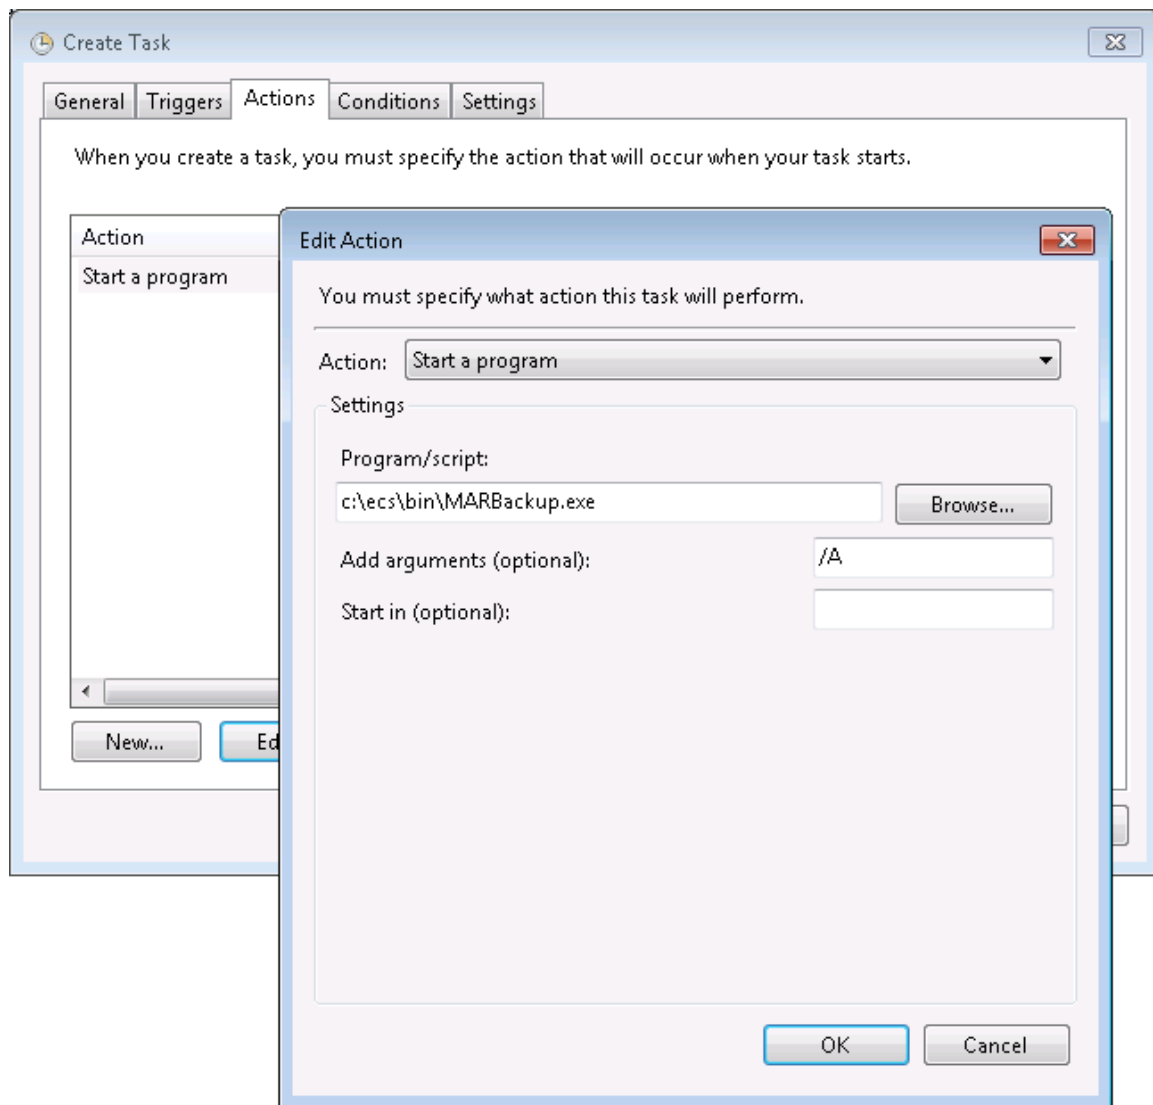 Create Task
General Triggers Actions Conditions Settings
When you create a task, you must specify the action that will occur when your task starts.
Action
Start a program
New...
Ed
Edit Action
You must specify what action this task will perform.
Action: Start a program
Settings
Program/script:
c:\ecs\bin\MARBackup.exe Browse...
Add arguments (optional): /A
Start in (optional):
OK Cancel